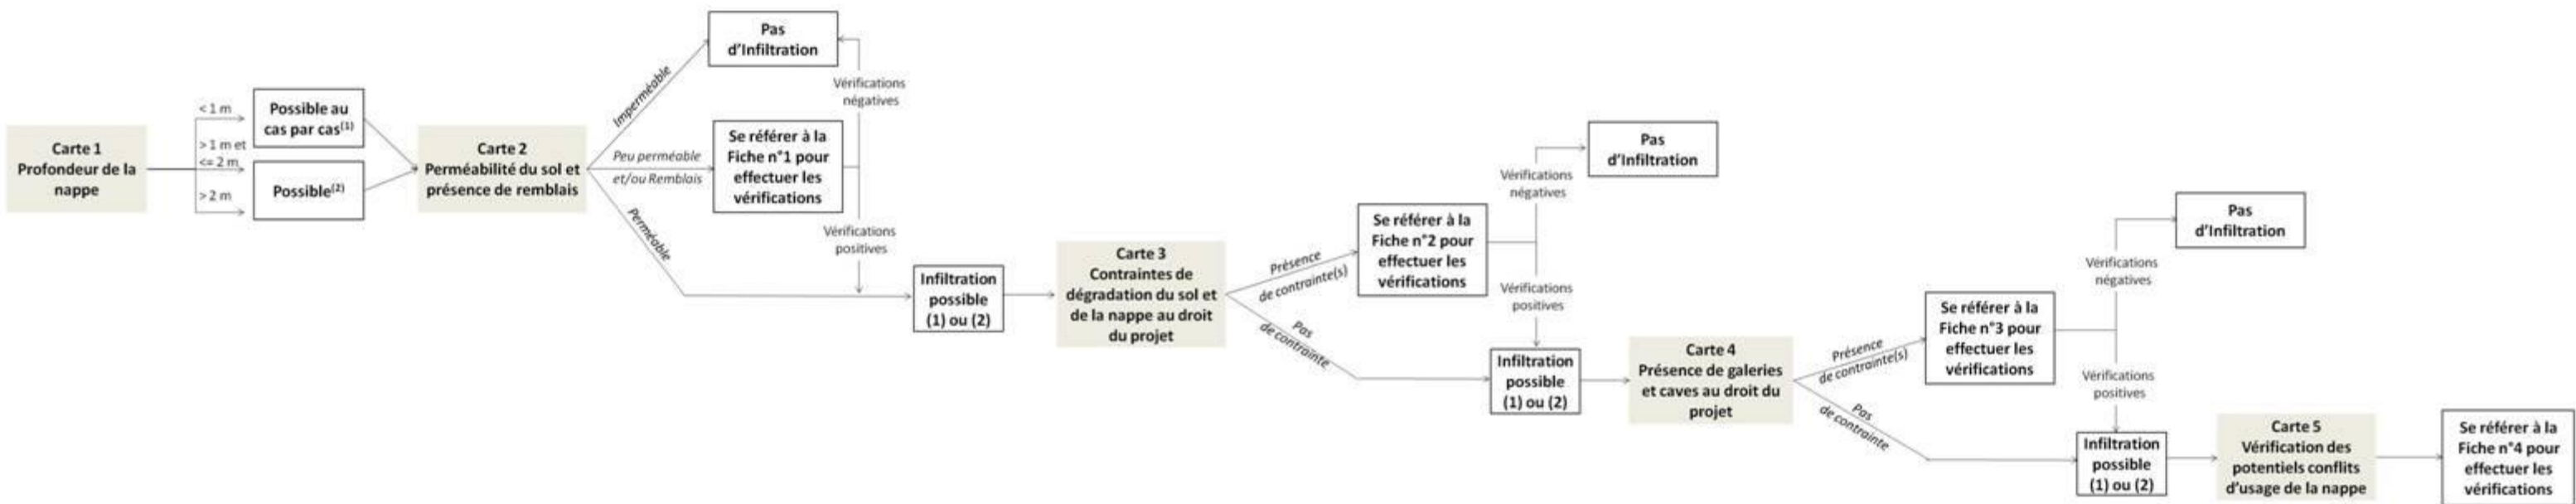 Carte 1
Profondeur de la
nappe
< 1 m
> 1 m et
<= 2 m
> 2 m
Possible au
cas par cas(1)
Possible(2)
Carte 2
Perméabilité du sol et
présence de remblais
Imperméable
Peu perméable
et/ou Remblais
Perméable
Pas
d'Infiltration
Se référer à la
Fiche n°1 pour
effectuer les
vérifications
Vérifications
négatives
Vérifications
positives
Infiltration
possible
(1) ou (2)
Carte 3
Contraintes de
dégradation du sol et
de la nappe au droit
du projet
Présence
de contrainte(s)
Pas
de contrainte
Se référer à la
Fiche n°2 pour
effectuer les
vérifications
Vérifications
négatives
Pas
d'Infiltration
Vérifications
positives
Infiltration
possible
(1) ou (2)
Carte 4
Présence de galeries
et caves au droit du
projet
Présence
de contrainte(s)
Pas
de contrainte
Se référer à la
Fiche n°3 pour
effectuer les
vérifications
Vérifications
négatives
Pas
d'Infiltration
Vérifications
positives
Infiltration
possible
(1) ou (2)
Carte 5
Vérification des
potentiels conflits
d'usage de la nappe
Se référer à la
Fiche n°4 pour
effectuer les
vérifications